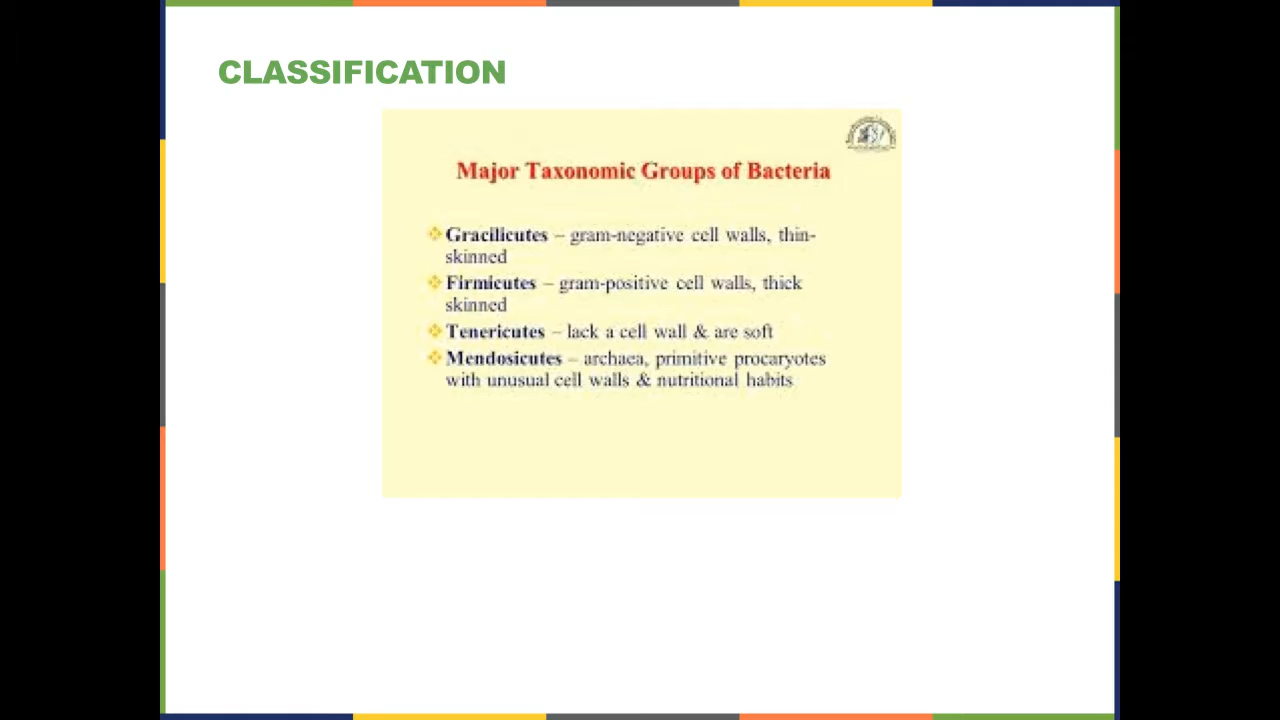 CLASSIFICATION
Major Taxonomic Groups of Bacteria
Gracilicutes – gram-negative cell walls, thin-
skinned
Firmicutes – gram-positive cell walls, thick
skinned
Tenericutes – lack a cell wall & are soft
Mendosicutes – archaea, primitive procaryotes
with unusual cell walls & nutritional habits